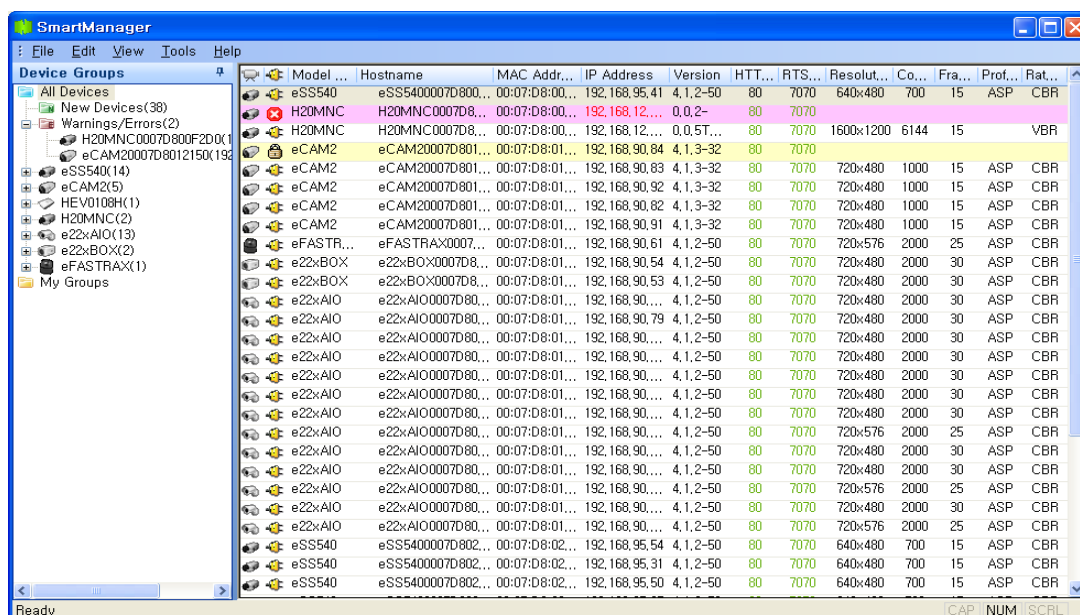 SmartManager
File Edit View Tools Help
Device Groups
All Devices
New Devices(38)
Warnings/Errors(2)
H20MNC0007D800F2D0(1
eCAM20007D8012150(192
eSS540(14)
eCAM2(5)
HEV0108H(1)
H20MNC(2)
e22xAIO(13)
e22xBOX(2)
eFASTRAX(1)
My Groups
Model ... Hostname MAC Addr... IP Address Version HTT... RTS... Resolut... Co... Fra... Prof... Rat...
eSS540 eSS5400007D800... 00:07:D8:00... 192.168.95.41 4.1.2-50 80 7070 640x480 700 15 ASP CBR
H20MNC H20MNC0007D8... 00:07:D8:00... 192.168.12.... 0.0.2- 80 7070
H20MNC H20MNC0007D8... 00:07:D8:00... 192.168.12.... 0.0.5T... 80 7070 1600x1200 6144 15 VBR
eCAM2 eCAM20007D801... 00:07:D8:01... 192.168.90.84 4.1.3-32 80 7070
eCAM2 eCAM20007D801... 00:07:D8:01... 192.168.90.83 4.1.3-32 80 7070 720x480 1000 15 ASP CBR
eCAM2 eCAM20007D801... 00:07:D8:01... 192.168.90.92 4.1.3-32 80 7070 720x480 1000 15 ASP CBR
eCAM2 eCAM20007D801... 00:07:D8:01... 192.168.90.82 4.1.3-32 80 7070 720x480 1000 15 ASP CBR
eCAM2 eCAM20007D801... 00:07:D8:01... 192.168.90.91 4.1.3-32 80 7070 720x480 1000 15 ASP CBR
eFASTR... eFASTRAX0007... 00:07:D8:01... 192.168.90.61 4.1.2-50 80 7070 720x576 2000 25 ASP CBR
e22xBOX e22xBOX0007D8... 00:07:D8:01... 192.168.90.54 4.1.2-50 80 7070 720x480 2000 30 ASP CBR
e22xBOX e22xBOX0007D8... 00:07:D8:01... 192.168.90.53 4.1.2-50 80 7070 720x480 2000 30 ASP CBR
e22xAIO e22xAIO0007D80... 00:07:D8:01... 192.168.90.... 4.1.2-50 80 7070 720x480 2000 30 ASP CBR
e22xAIO e22xAIO0007D80... 00:07:D8:01... 192.168.90.79 4.1.2-50 80 7070 720x480 2000 30 ASP CBR
e22xAIO e22xAIO0007D80... 00:07:D8:01... 192.168.90.... 4.1.2-50 80 7070 720x480 2000 30 ASP CBR
e22xAIO e22xAIO0007D80... 00:07:D8:01... 192.168.90.... 4.1.2-50 80 7070 720x480 2000 30 ASP CBR
e22xAIO e22xAIO0007D80... 00:07:D8:01... 192.168.90.... 4.1.2-50 80 7070 720x480 2000 30 ASP CBR
e22xAIO e22xAIO0007D80... 00:07:D8:01... 192.168.90.... 4.1.2-50 80 7070 720x480 2000 30 ASP CBR
e22xAIO e22xAIO0007D80... 00:07:D8:01... 192.168.90.... 4.1.2-50 80 7070 720x480 2000 30 ASP CBR
e22xAIO e22xAIO0007D80... 00:07:D8:01... 192.168.90.... 4.1.2-50 80 7070 720x576 2000 25 ASP CBR
e22xAIO e22xAIO0007D80... 00:07:D8:01... 192.168.90.... 4.1.2-50 80 7070 720x480 2000 30 ASP CBR
e22xAIO e22xAIO0007D80... 00:07:D8:01... 192.168.90.... 4.1.2-50 80 7070 720x480 2000 30 ASP CBR
e22xAIO e22xAIO0007D80... 00:07:D8:01... 192.168.90.... 4.1.2-50 80 7070 720x576 2000 25 ASP CBR
e22xAIO e22xAIO0007D80... 00:07:D8:01... 192.168.90.... 4.1.2-50 80 7070 720x480 2000 30 ASP CBR
e22xAIO e22xAIO0007D80... 00:07:D8:01... 192.168.90.... 4.1.2-50 80 7070 720x576 2000 25 ASP CBR
eSS540 eSS5400007D802... 00:07:D8:02... 192.168.95.54 4.1.2-50 80 7070 640x480 700 15 ASP CBR
eSS540 eSS5400007D802... 00:07:D8:02... 192.168.95.31 4.1.2-50 80 7070 640x480 700 15 ASP CBR
eSS540 eSS5400007D802... 00:07:D8:02... 192.168.95.50 4.1.2-50 80 7070 640x480 700 15 ASP CBR
Ready CAP NUM SCRL